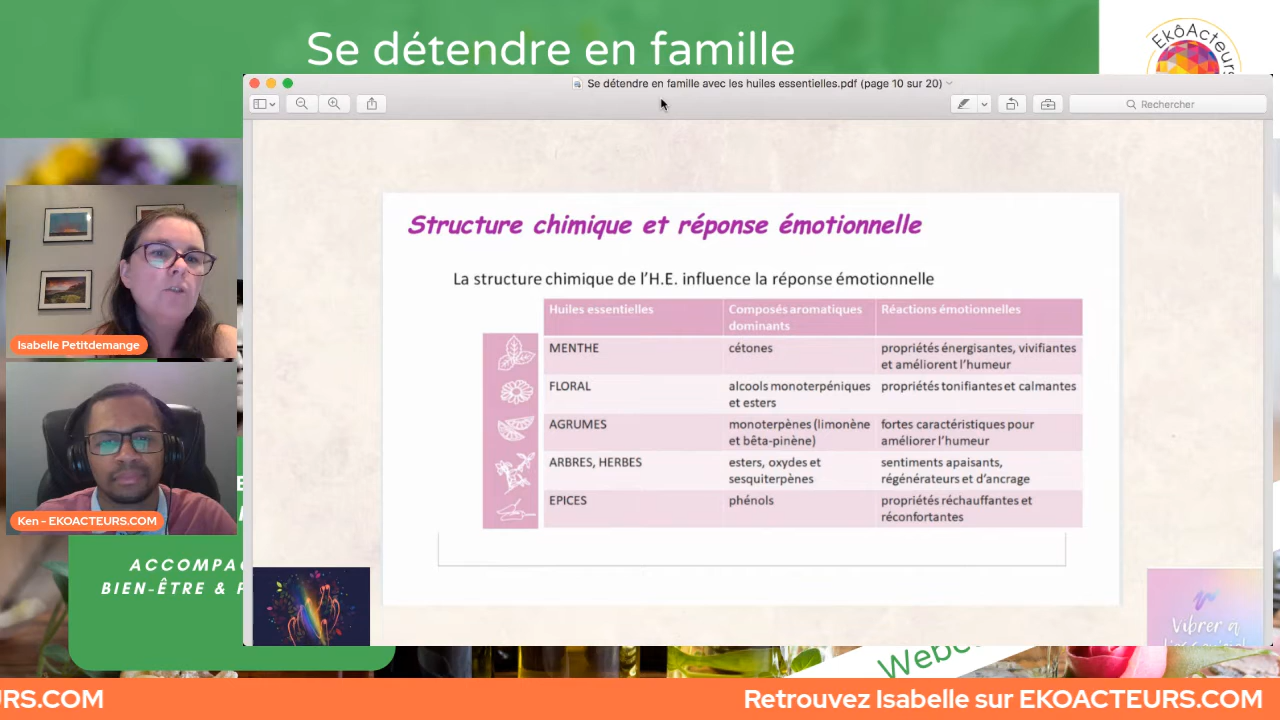 Se détendre en famille
EkôActeurs
Se détendre en famille avec les huiles essentielles.pdf (page 10 sur 20)
Rechercher
Structure chimique et réponse émotionnelle
La structure chimique de l'H.E. influence la réponse émotionnelle
Huiles essentielles
Composés aromatiques
dominants
Réactions émotionnelles
MENTHE
cétones
propriétés énergisantes, vivifiantes
et améliorent l'humeur
FLORAL
alcools monoterpéniques
et esters
propriétés tonifiantes et calmantes
AGRUMES
monoterpènes (limonène
et bêta-pinène)
fortes caractéristiques pour
améliorer l'humeur
ARBRES, HERBES
esters, oxydes et
sesquiterpènes
sentiments apaisants,
régénérateurs et d'ancrage
EPICES
phénols
propriétés réchauffantes et
réconfortantes
Isabelle Petitdemange
Ken - EKOACTEURS.COM
ACCOMPA
BIEN-ÊTRE & P
Vibrer à
Webc
URS.COM
Retrouvez Isabelle sur EKOACTEURS.COM